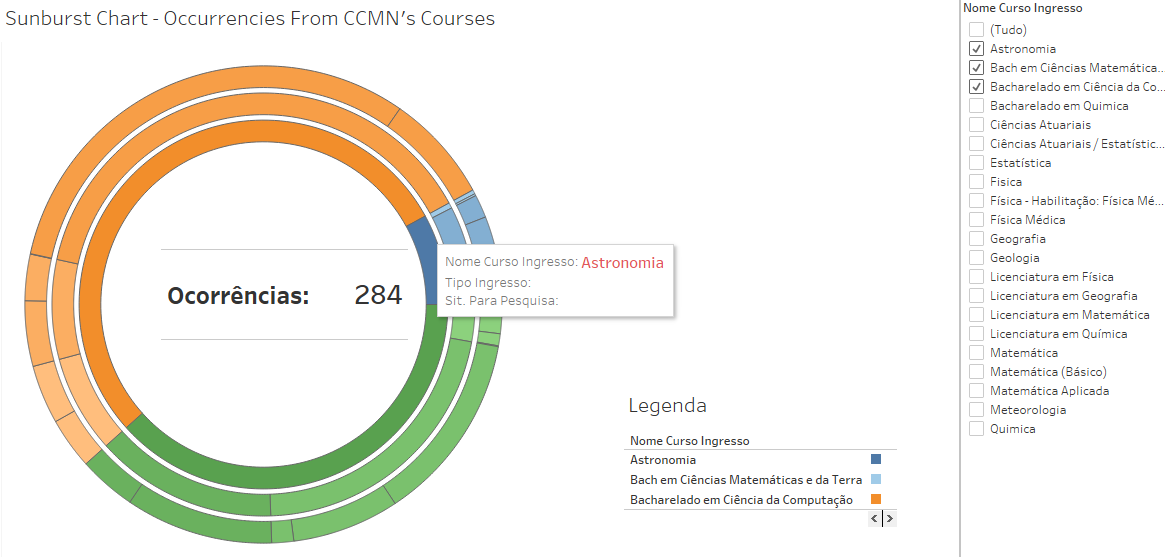 Sunburst Chart - Occurrencies From CCMN's Courses
Ocorrências: 284
Nome Curso Ingresso: Astronomia
Tipo Ingresso:
Sit. Para Pesquisa:
Legenda
Nome Curso Ingresso
Astronomia
Bach em Ciências Matemáticas e da Terra
Bacharelado em Ciência da Computação
Nome Curso Ingresso
(Tudo)
Astronomia
Bach em Ciências Matemática...
Bacharelado em Ciência da Co...
Bacharelado em Quimica
Ciências Atuariais
Ciências Atuariais / Estatístic...
Estatística
Fisica
Física - Habilitação: Física Mé...
Física Médica
Geografia
Geologia
Licenciatura em Física
Licenciatura em Geografia
Licenciatura em Matemática
Licenciatura em Química
Matemática
Matemática (Básico)
Matemática Aplicada
Meteorologia
Quimica